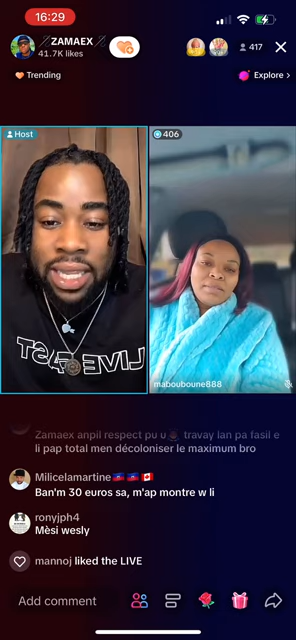 16:29
ZAMAEX
41.7K likes
417
Trending
Explore >
Host
406
LIVE PAST
mabouboune888
Zamaex anpil respect pu u travay lan pa fasil e
li pap total men décoloniser le maximum bro
Milicelamartine
Ban'm 30 euros sa, m'ap montre w li
ronyjph4
Mèsi wesly
mannoj liked the LIVE
Add comment